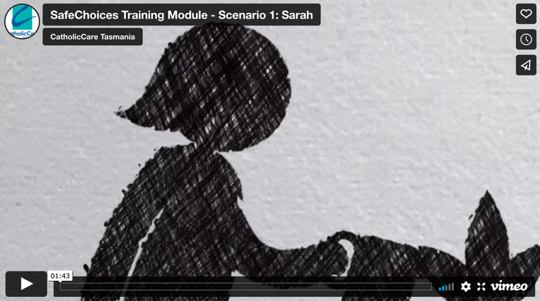 SafeChoices Training Module - Scenario 1: Sarah
CatholicCare Tasmania
01:43
vimeo